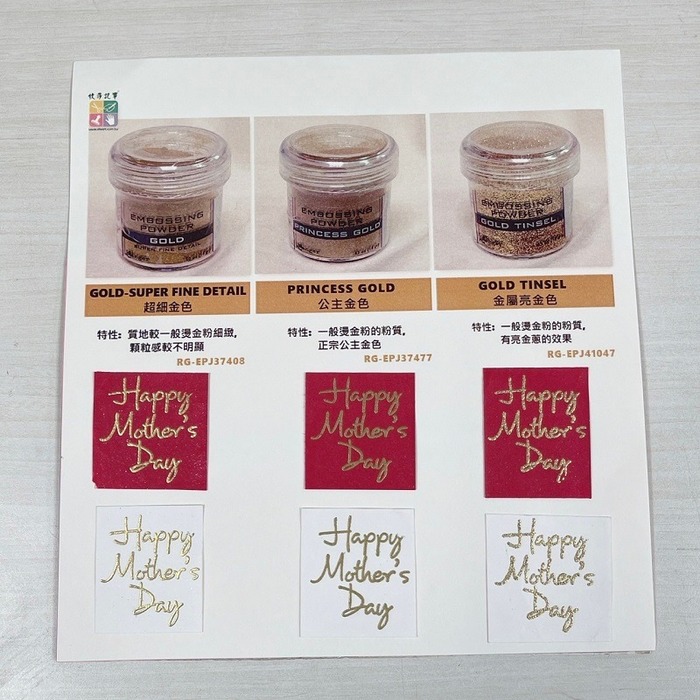 EMBOSSING
POWDER
GOLD
SUPER FINE DETAIL
EMBOSSING
POWDER
PRINCESS GOLD
EMBOSSING
POWDER
GOLD TINSEL
GOLD-SUPER FINE DETAIL
超細金色
PRINCESS GOLD
公主金色
GOLD TINSEL
金屬亮金色
特性：質地較一般燙金粉細緻，
顆粒感較不明顯
RG-EPJ37408
特性：一般燙金粉的粉質，
正宗公主金色
RG-EPJ37477
特性：一般燙金粉的粉質，
有亮金蔥的效果
RG-EPJ41047
Happy
Mother's
Day
Happy
Mother's
Day
Happy
Mother's
Day
Happy
Mother's
Day
Happy
Mother's
Day
Happy
Mother's
Day